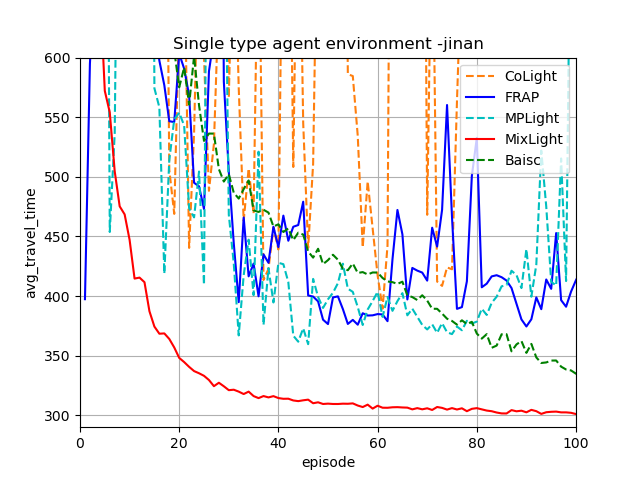 Single type agent environment -jinan
avg_travel_time
600
550
500
450
400
350
300
0
20
40
60
80
100
episode
CoLight
FRAP
MPLight
MixLight
Baisc